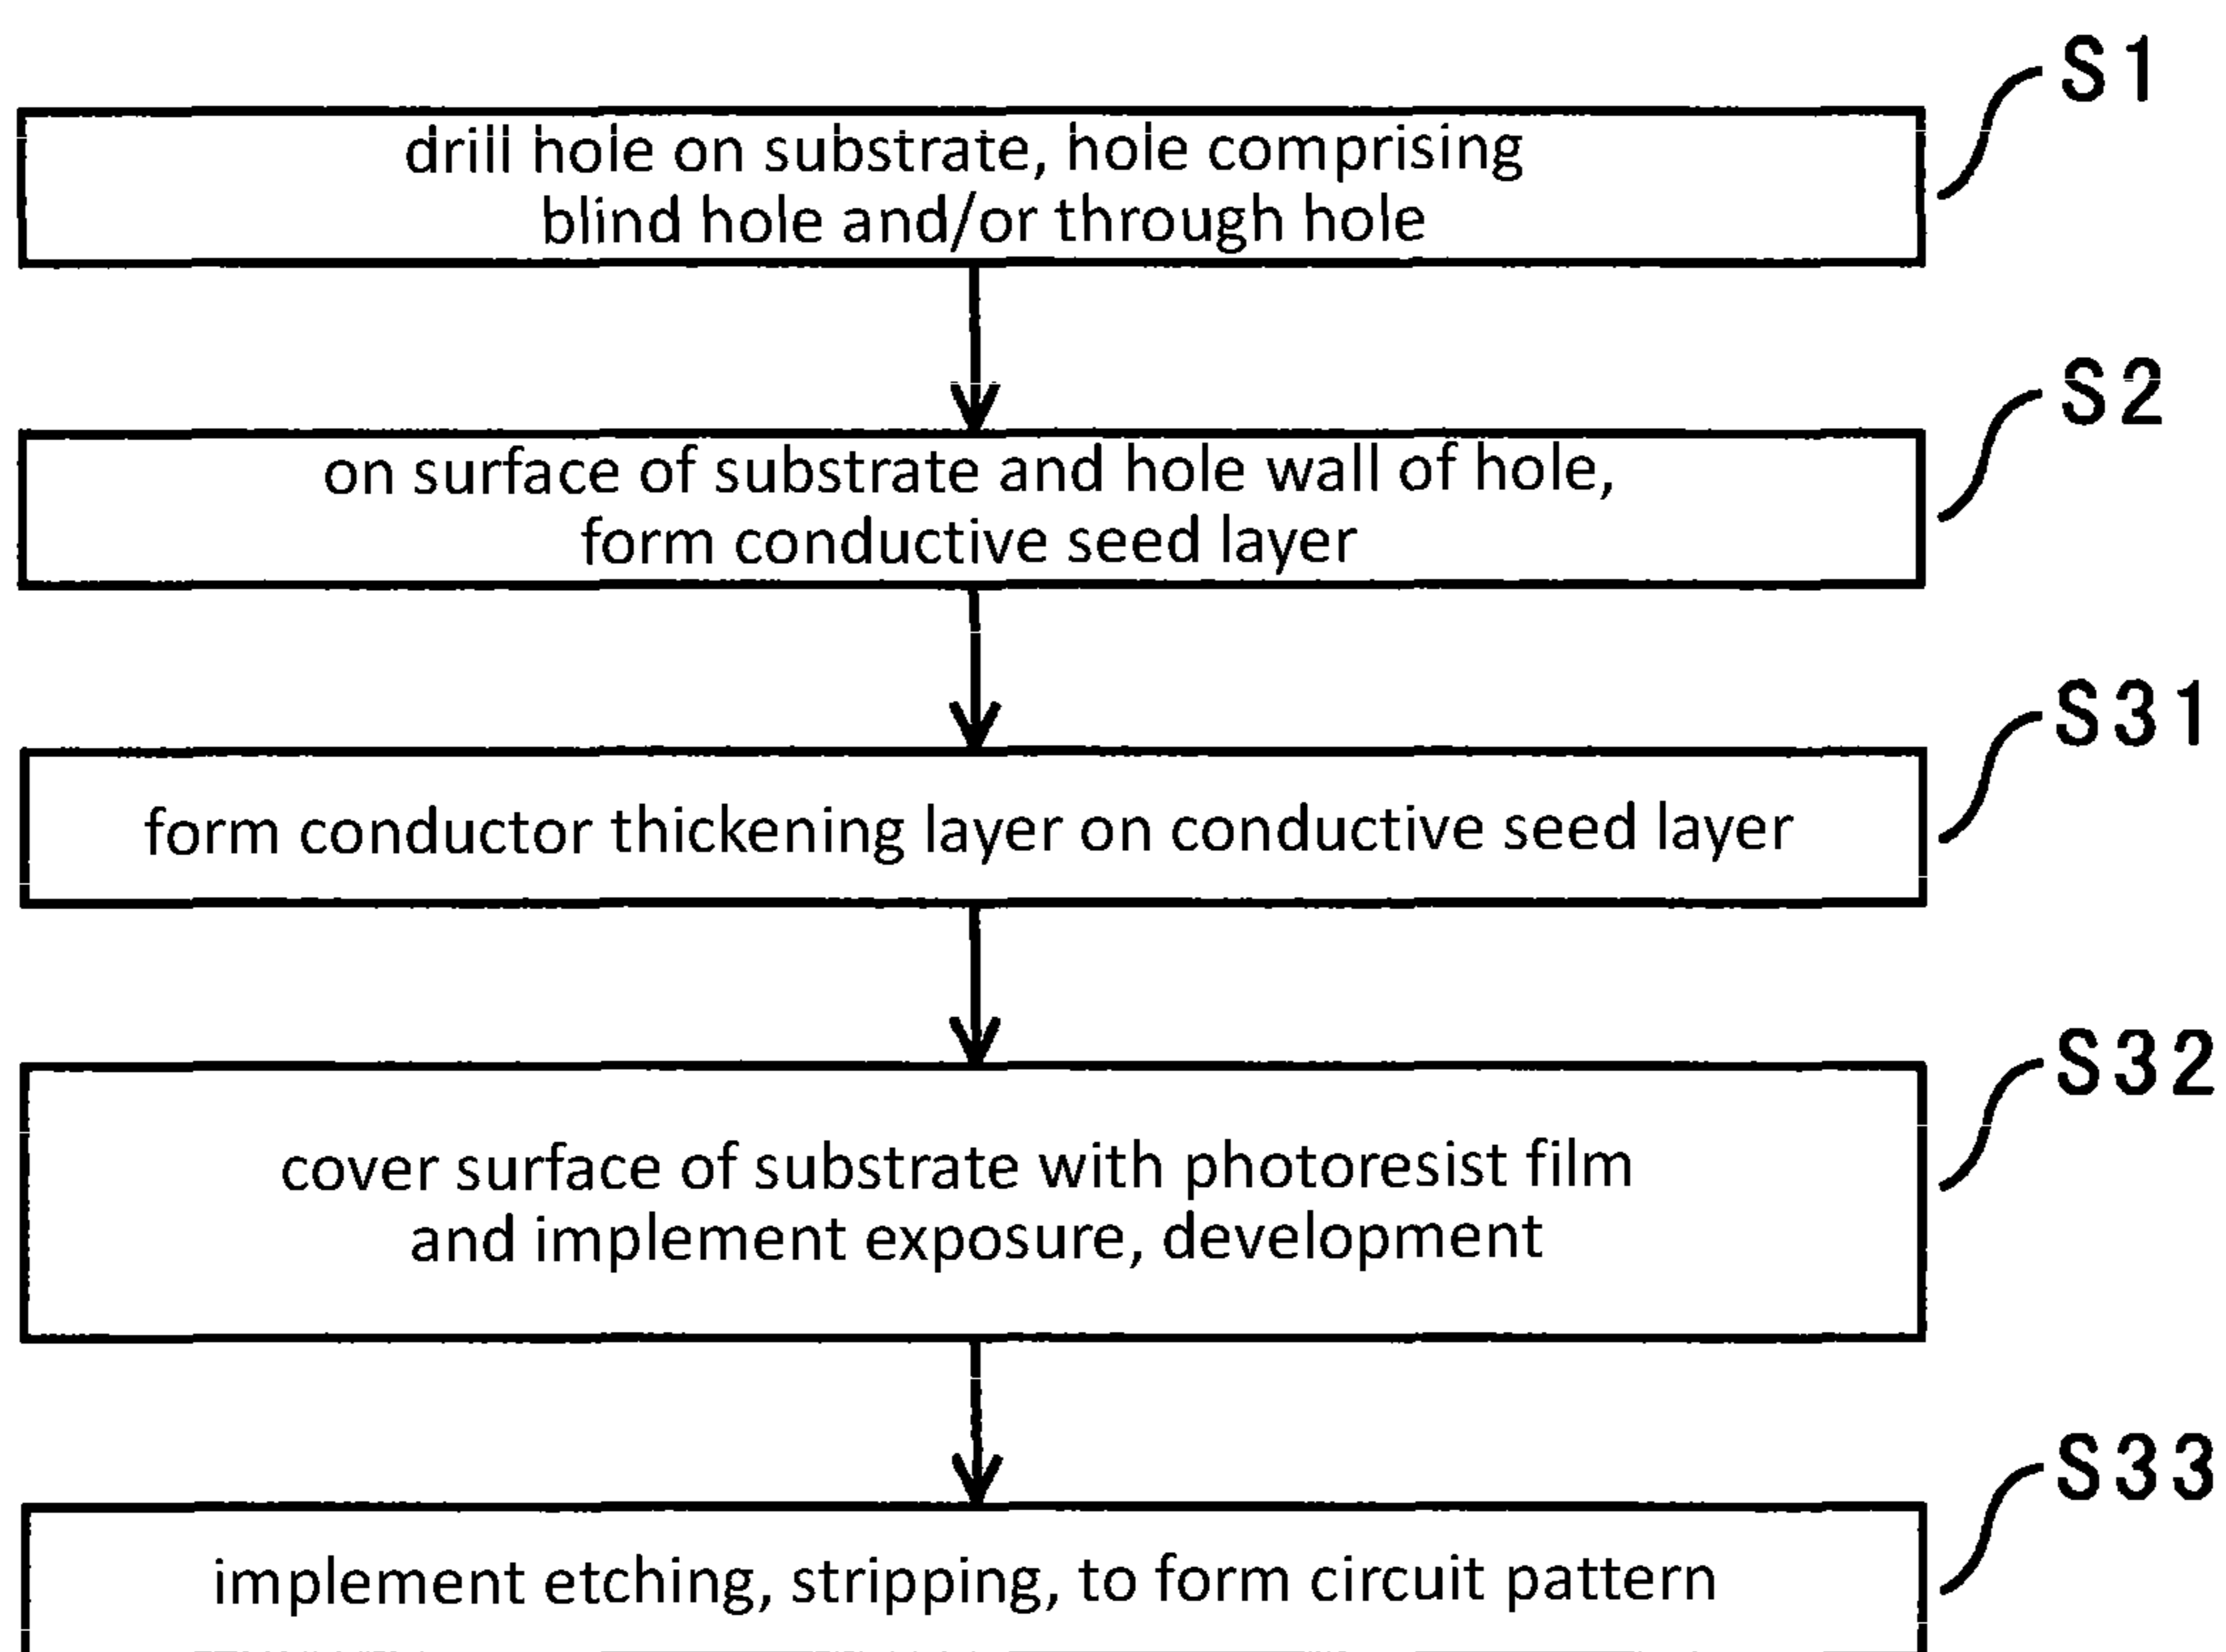 S1
drill hole on substrate, hole comprising
blind hole and/or through hole
S2
on surface of substrate and hole wall of hole,
form conductive seed layer
S31
form conductor thickening layer on conductive seed layer
S32
cover surface of substrate with photoresist film
and implement exposure, development
S33
implement etching, stripping, to form circuit pattern